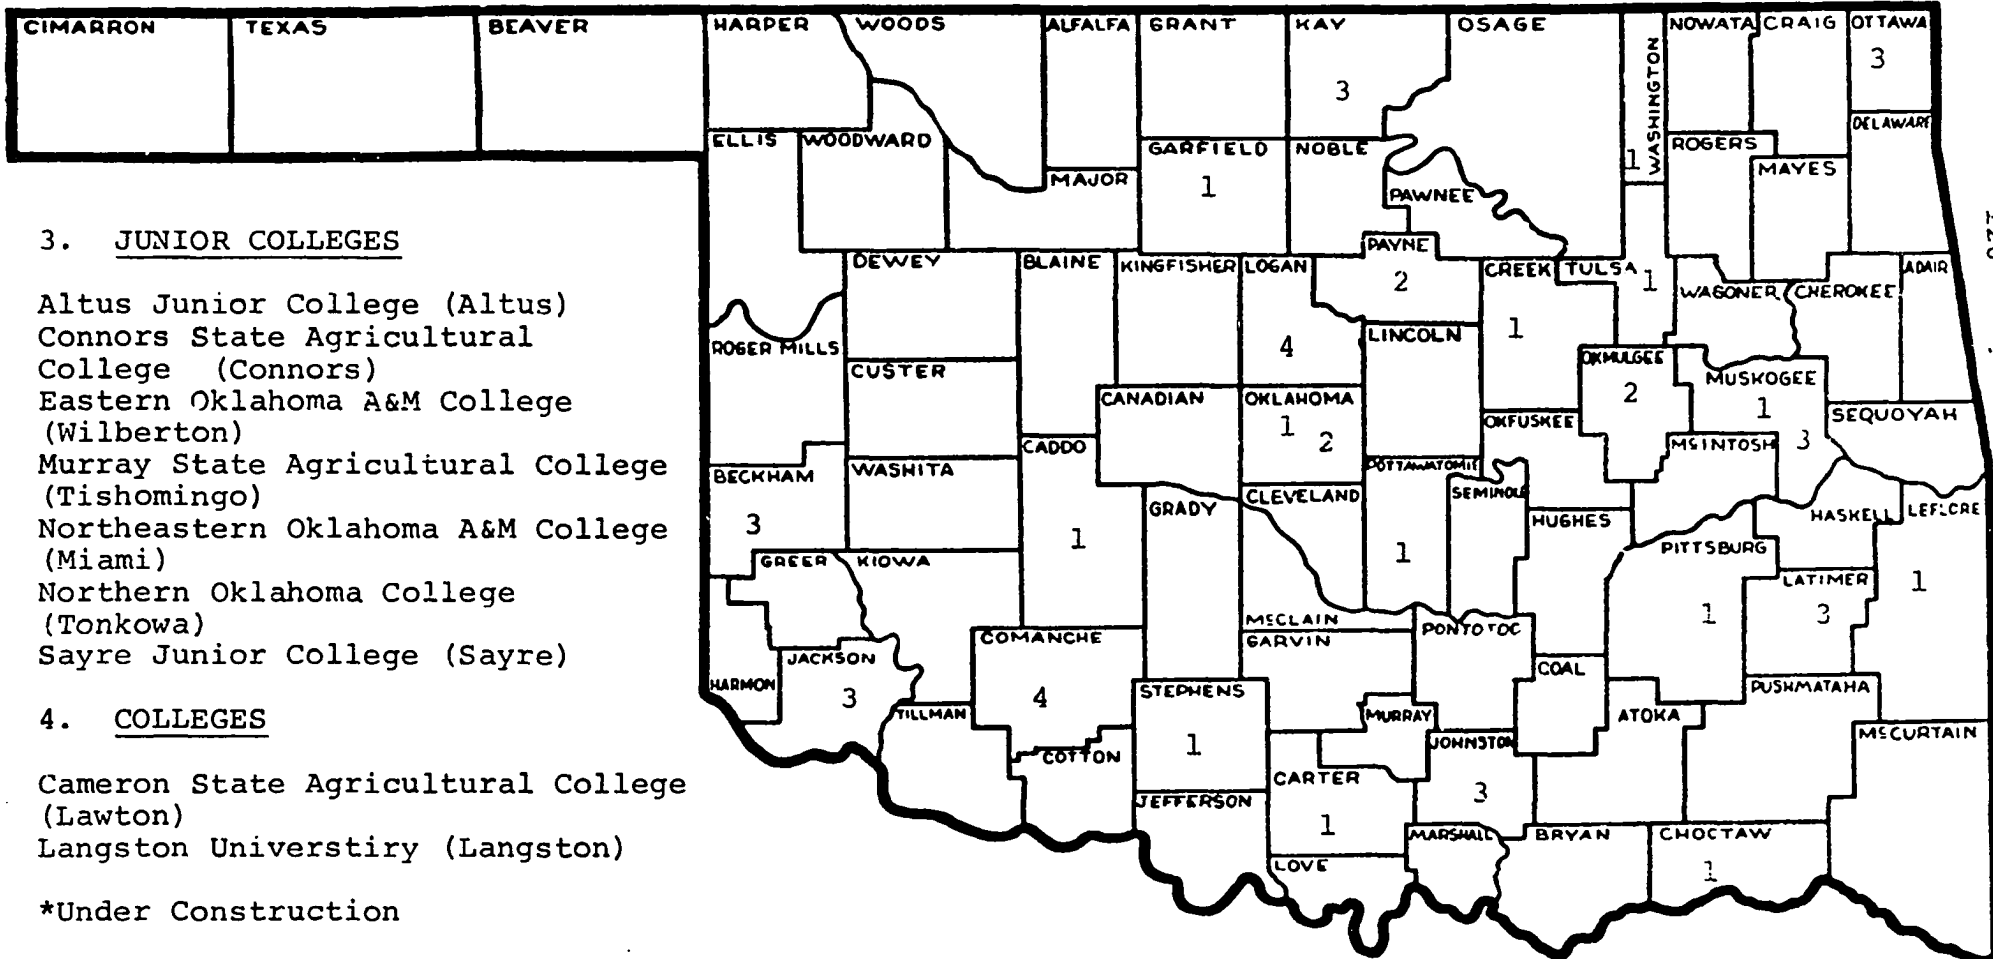 CIMARRON TEXAS BEAVER HARPER WOODS ALFALFA GRANT KAY OSAGE NOWATA CRAIG OTTAWA
WASHINGTON
3
3
DELAWARE
ELLIS WOODWARD GARFIELD NOBLE ROGERS
1
MAYES
MAJOR 1
PAWNEE
3. JUNIOR COLLEGES
PAYNE
DEWEY BLAINE KINGFISHER LOGAN CREEK TULSA ADAIR
2 1 WAGONER CHEROKEE
Altus Junior College (Altus)
Connors State Agricultural
College (Connors)
1
LINCOLN
ROGER MILLS 4 OKMULGEE
CUSTER MUSKOGEE
Eastern Oklahoma A&M College
(Wilberton)
CANADIAN OKLAHOMA 2 1
SEQUOYAH
OKFUSKEE
1 2
CADDO MCINTOSH 3
Murray State Agricultural College
(Tishomingo)
BECKHAM WASHITA POTTAWATOMIE
CLEVELAND SEMINOLE
GRADY HASKELL LEFLORE
Northeastern Oklahoma A&M College
(Miami)
3 1 HUGHES
PITTSBURG
GREER KIOWA 1
LATIMER 1
Northern Oklahoma College
(Tonkowa)
MCCLAIN 1 3
PONTOTOC
COMANCHE GARVIN
Sayre Junior College (Sayre)
JACKSON COAL
HARMON STEPHENS PUSHMATAHA
3 4
TILLMAN MURRAY ATOKA
4. COLLEGES
MCCURTAIN
1 JOHNSTON
COTTON
Cameron State Agricultural College
(Lawton)
CARTER
JEFFERSON 3
1
Langston Universtiry (Langston)
MARSHALL BRYAN CHOCTAW
LOVE 1
*Under Construction